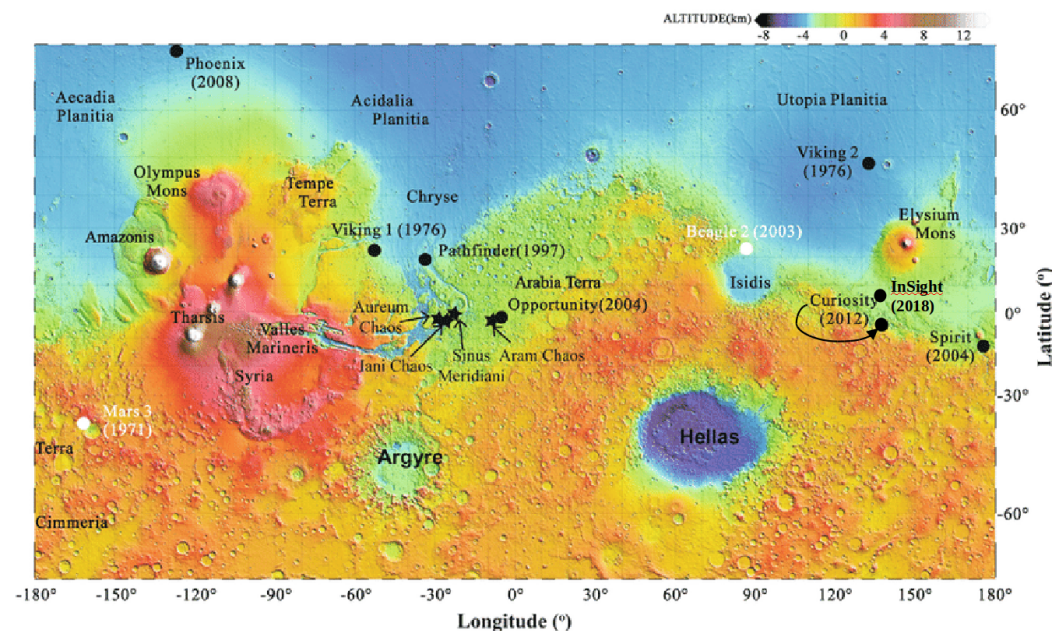 ALTITUDE(km)
-8 -4 0 4 8 12
Phoenix
(2008)
Aecadia
Planitia
Acidalia
Planitia
Utopia Planitia
60°
Viking 2
(1976)
Olympus
Mons
Tempe
Terra
Chryse
Elysium
Mons
Amazonis
Viking 1 (1976)
Pathfinder(1997)
Beagle 2 (2003)
30°
Arabia Terra
Isidis
InSight
(2018)
Aureum
Chaos
Opportunity(2004)
Curiosity
(2012)
0°
Tharsis
Valles
Marineris
Iani Chaos
Sinus
Meridiani
Aram Chaos
Spirit
(2004)
Syria
-30°
Mars 3
(1971)
Terra
Argyre
Hellas
Cimmeria
-60°
Latitude (º)
-180° -150° -120° -90° -60° -30° 0° 30° 60° 90° 120° 150° 180°
Longitude (º)